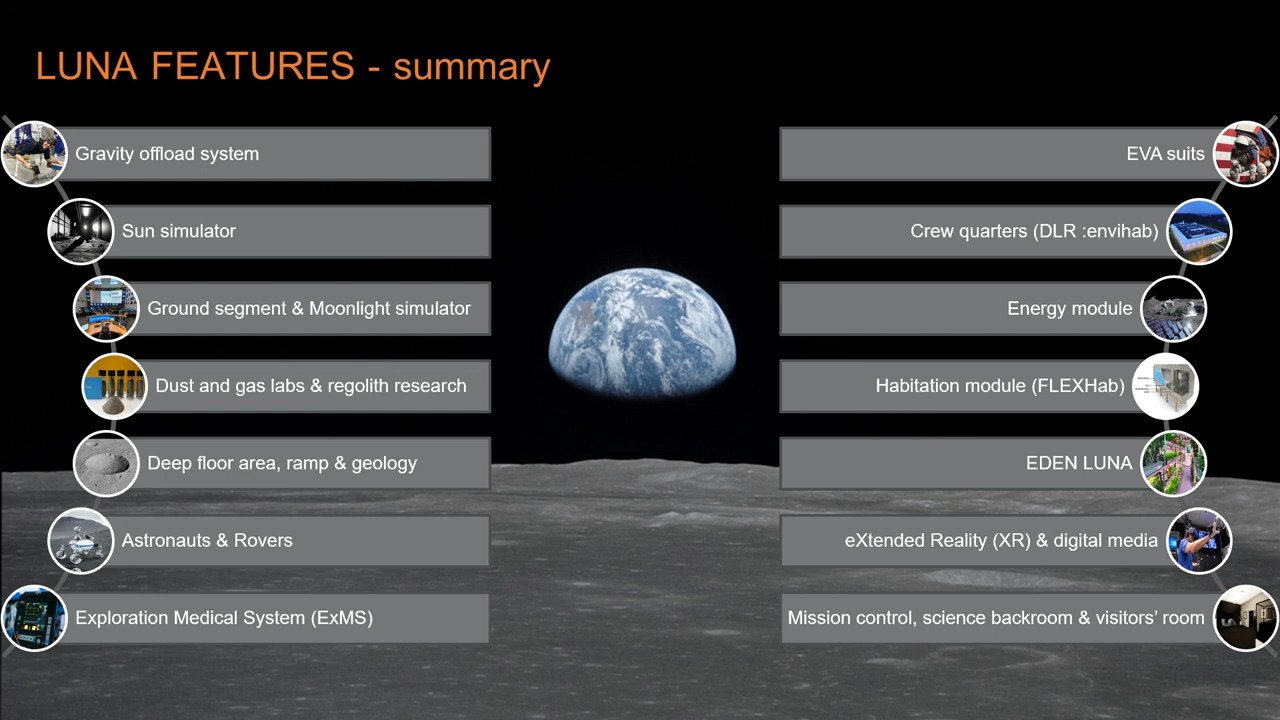 LUNA FEATURES - summary
Gravity offload system
Sun simulator
Ground segment & Moonlight simulator
Dust and gas labs & regolith research
Deep floor area, ramp & geology
Astronauts & Rovers
Exploration Medical System (ExMS)
EVA suits
Crew quarters (DLR :envihab)
Energy module
Habitation module (FLEXHab)
EDEN LUNA
eXtended Reality (XR) & digital media
Mission control, science backroom & visitors’ room